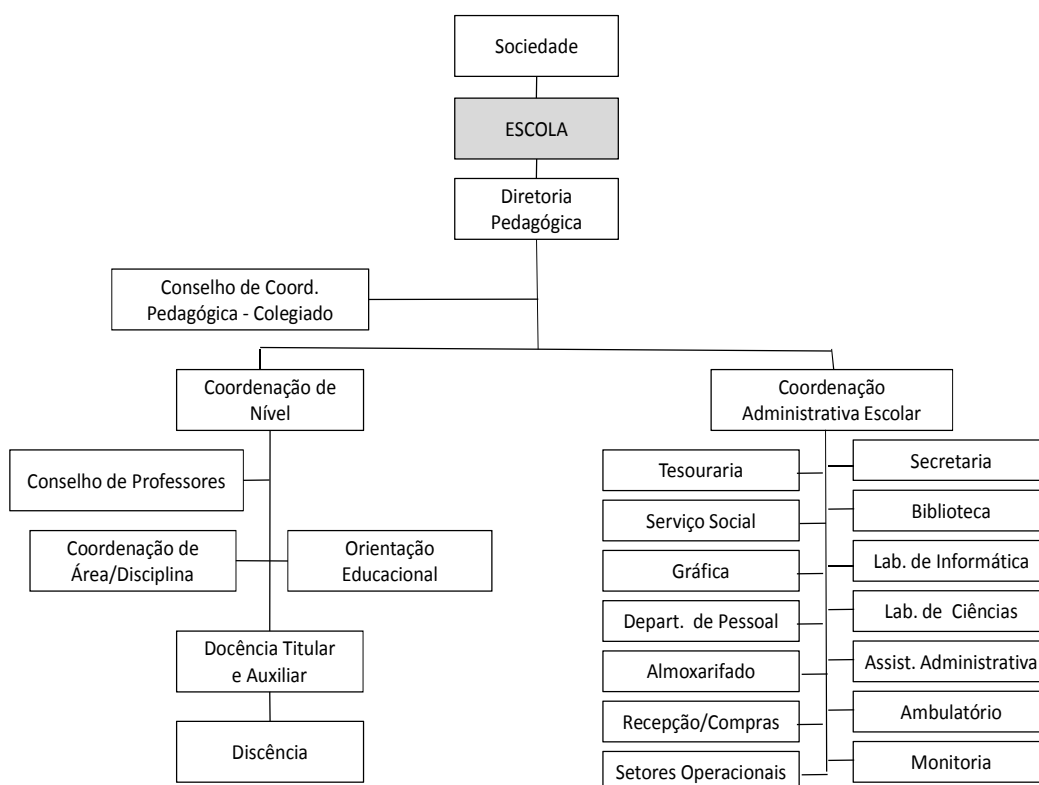 Sociedade
ESCOLA
Diretoria
Pedagógica
Conselho de Coord.
Pedagógica - Colegiado
Coordenação de
Nível
Conselho de Professores
Coordenação de
Área/Disciplina
Orientação
Educacional
Docência Titular
e Auxiliar
Discência
Coordenação
Administrativa Escolar
Tesouraria
Secretaria
Serviço Social
Biblioteca
Gráfica
Lab. de Informática
Depart. de Pessoal
Lab. de Ciências
Almoxarifado
Assist. Administrativa
Recepção/Compras
Ambulatório
Setores Operacionais
Monitoria